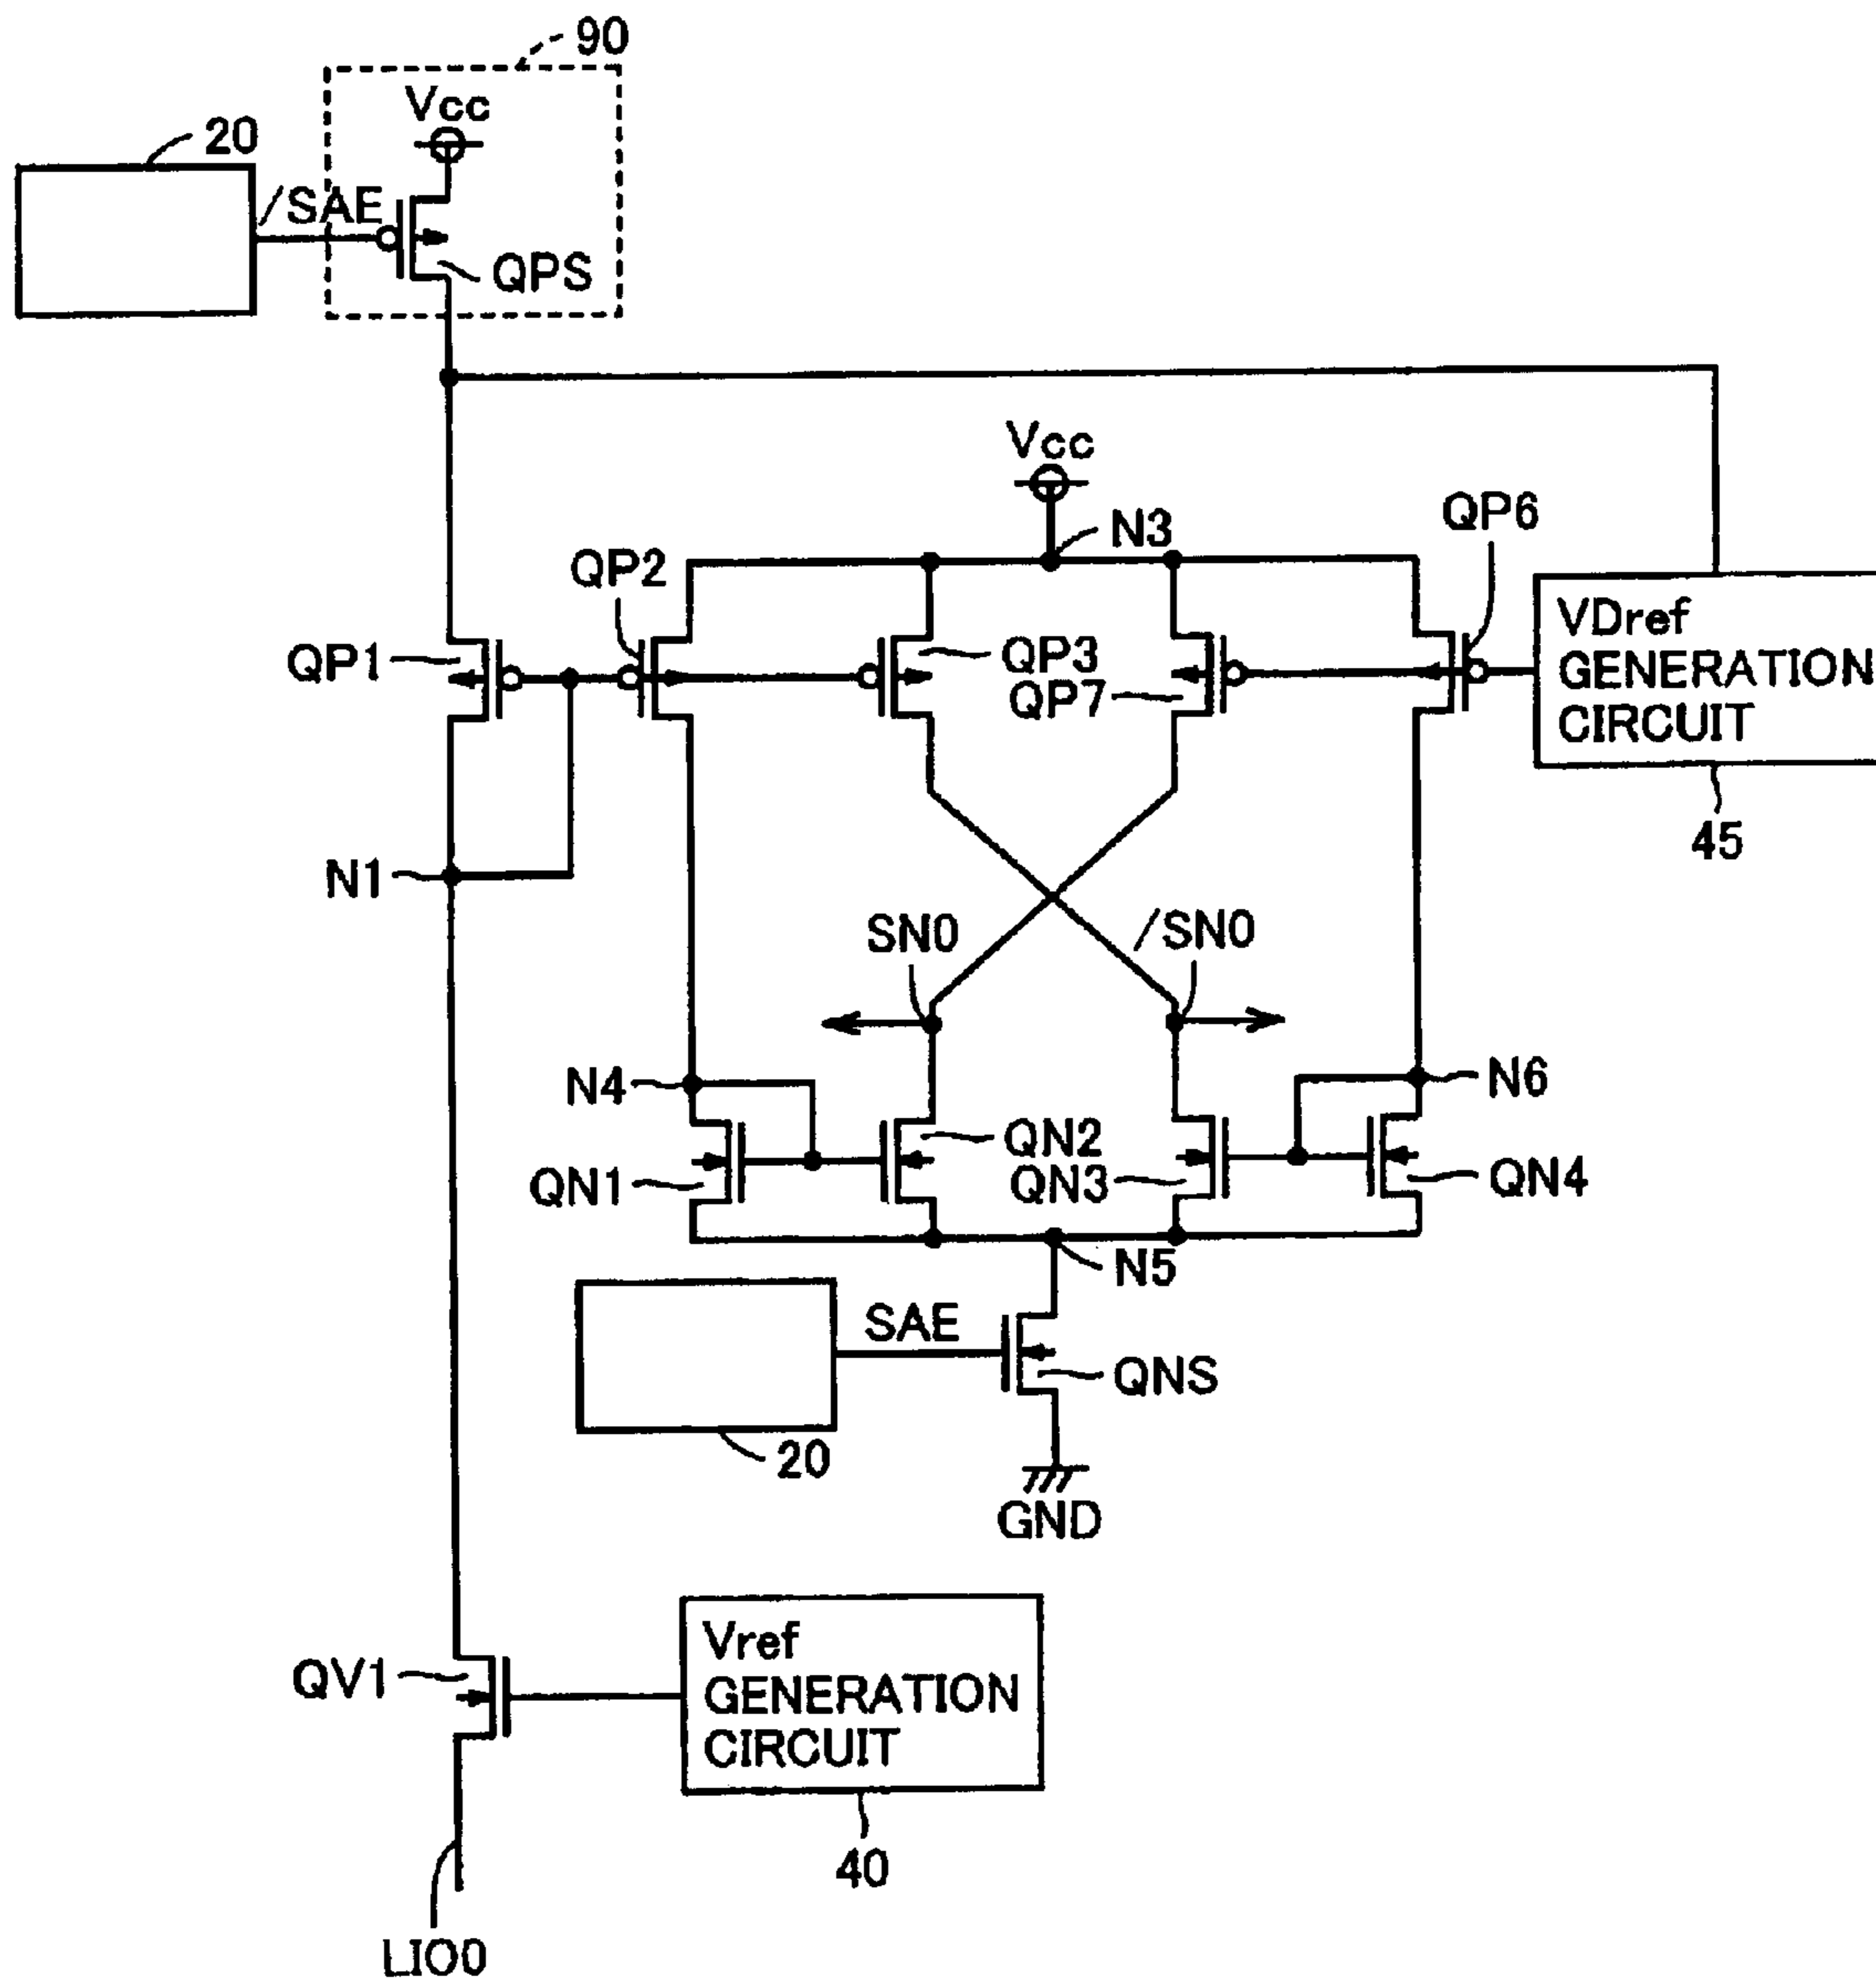 90
Vcc
20
/SAE
QPS
Vcc
N3
QP6
QP2
QP1
QP3
QP7
VDref
GENERATION
CIRCUIT
45
N1
SN0
/SN0
N4
N6
QN2
QN1
QN3
QN4
N5
SAE
QNS
20
GND
QV1
Vref
GENERATION
CIRCUIT
40
LIO0